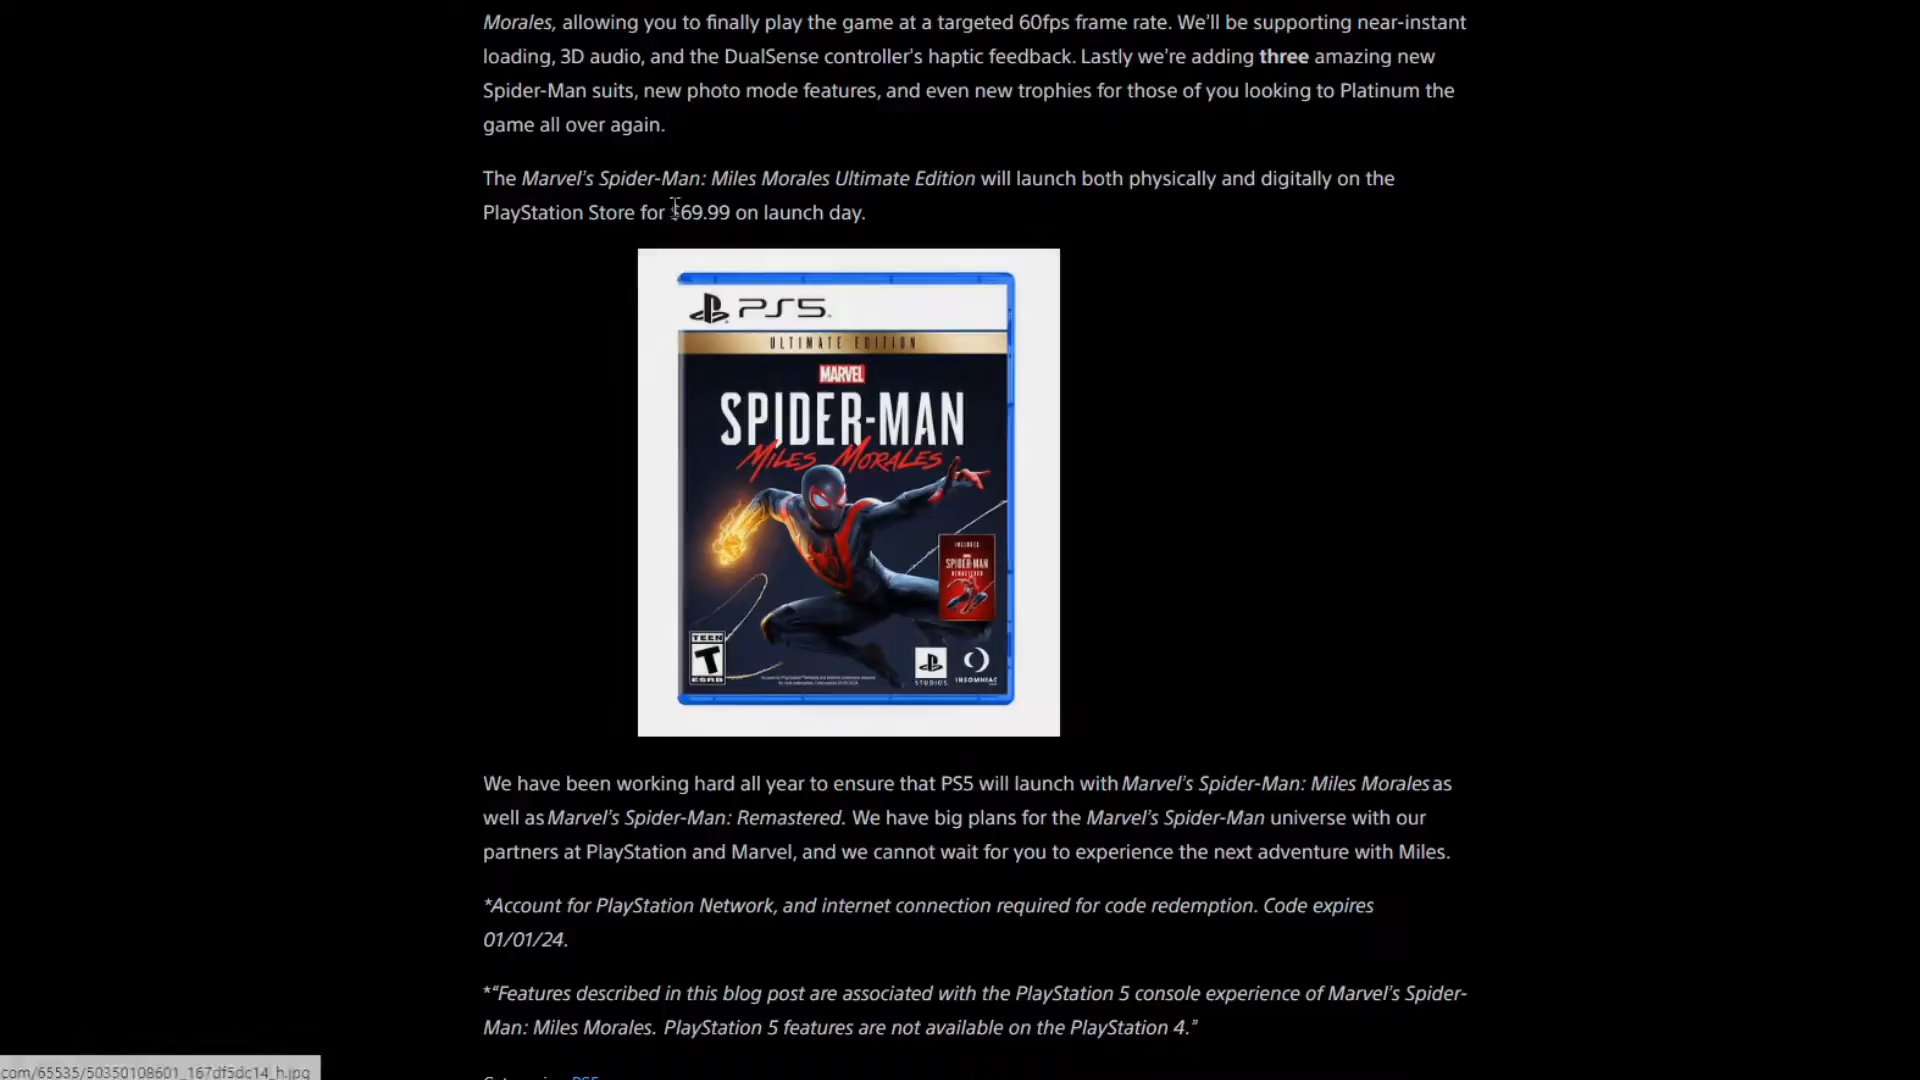 Morales, allowing you to finally play the game at a targeted 60fps frame rate. We'll be supporting near-instant
loading, 3D audio, and the DualSense controller's haptic feedback. Lastly we're adding three amazing new
Spider-Man suits, new photo mode features, and even new trophies for those of you looking to Platinum the
game all over again.
The Marvel's Spider-Man: Miles Morales Ultimate Edition will launch both physically and digitally on the
PlayStation Store for $69.99 on launch day.
PS5
ULTIMATE EDITION
MARVEL
SPIDER-MAN
MILES MORALES
INCLUDES
SPIDER-MAN
REMASTERED
TEEN
T
ESRB
STUDIOS
INSOMNIAC
We have been working hard all year to ensure that PS5 will launch with Marvel's Spider-Man: Miles Morales as
well as Marvel's Spider-Man: Remastered. We have big plans for the Marvel's Spider-Man universe with our
partners at PlayStation and Marvel, and we cannot wait for you to experience the next adventure with Miles.
*Account for PlayStation Network, and internet connection required for code redemption. Code expires
01/01/24.
*“Features described in this blog post are associated with the PlayStation 5 console experience of Marvel's Spider-
Man: Miles Morales. PlayStation 5 features are not available on the PlayStation 4.”
com/65535/50350108601_167df5dc14_h.jpg